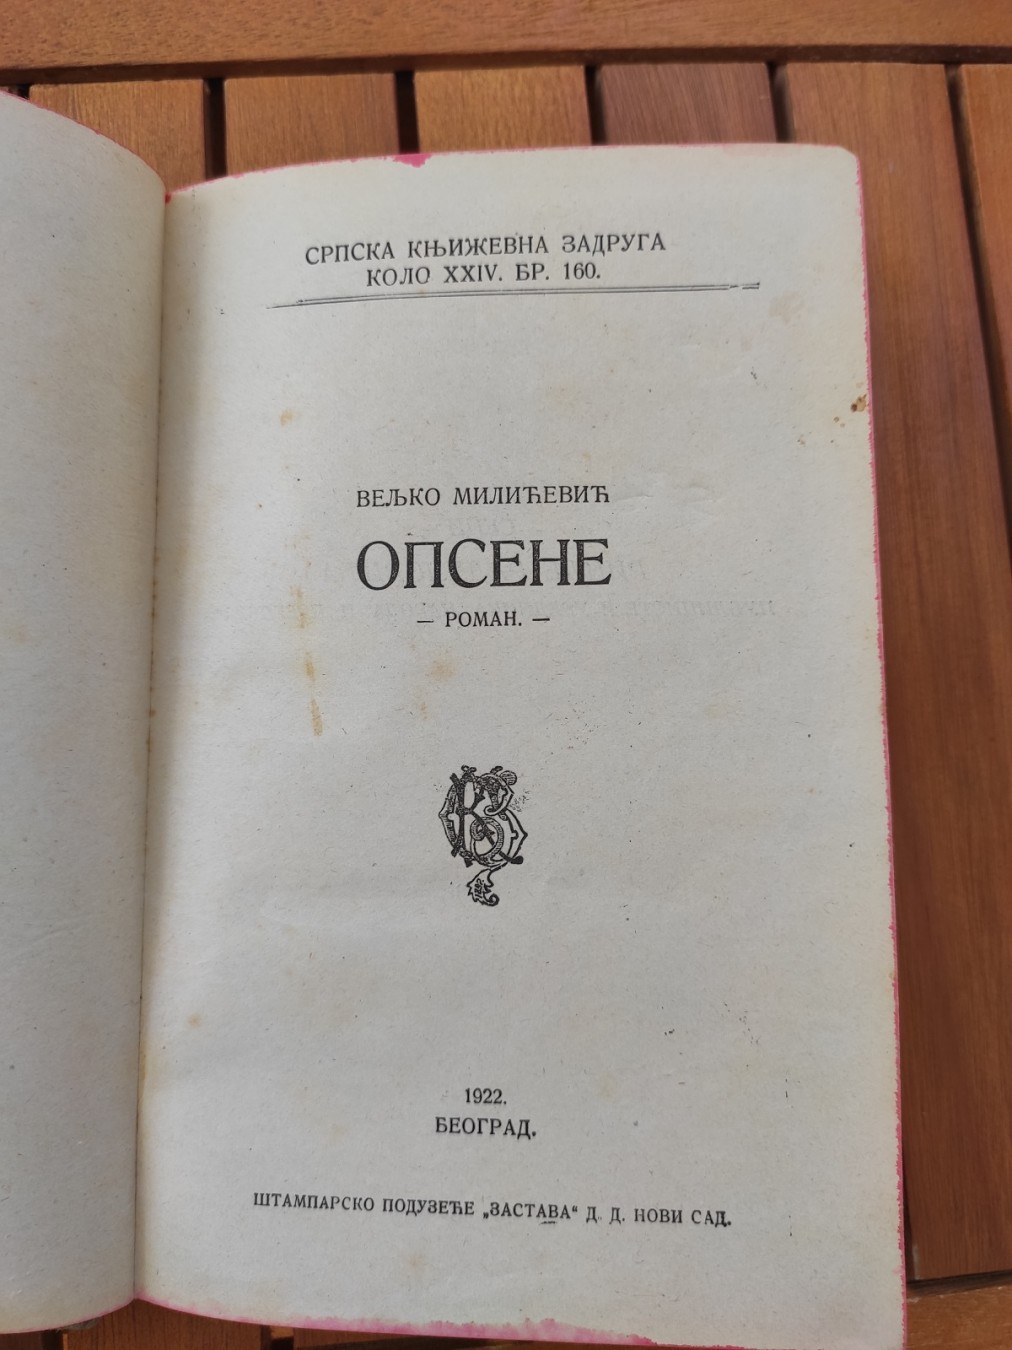 СРПСКА КЊИЖЕВНА ЗАДРУГА
КОЛО XXIV. БР. 160.
ВЕЉКО МИЛИЋЕВИЋ
ОПСЕНЕ
— РОМАН. —
1922.
БЕОГРАД.
ШТАМПАРСКО ПОДУЗЕЋЕ „ЗАСТАВА“ Д. Д. НОВИ САД.